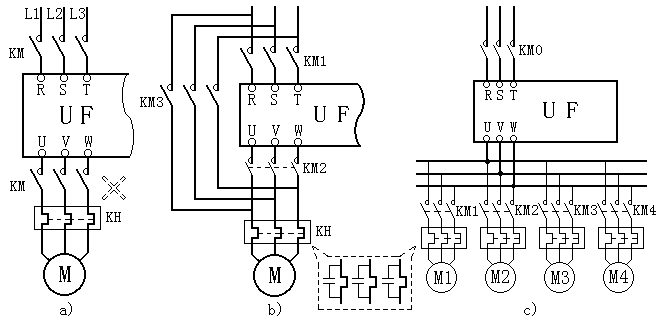 L1 L2 L3
KM
R S T
U F
U V W
KM
KH
M
a)
KM1
KM3
R S T
U F
U V W
KM2
KH
M
b)
KM0
R S T
U F
U V W
KM1 KM2 KM3 KM4
M1 M2 M3 M4
c)